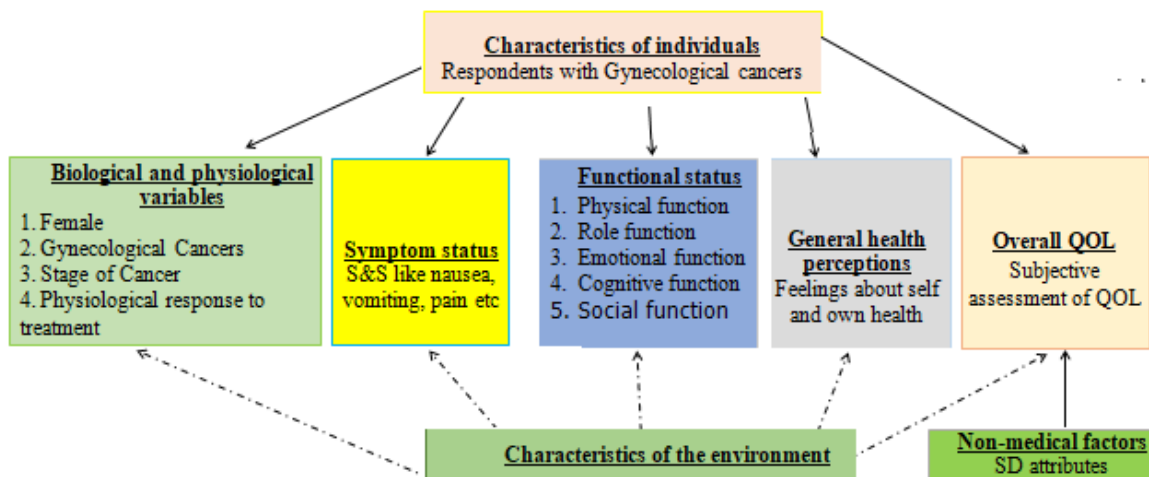 Characteristics of individuals
Respondents with Gynecological cancers
Biological and physiological
variables
1. Female
2. Gynecological Cancers
3. Stage of Cancer
4. Physiological response to
treatment
Symptom status
S&S like nausea,
vomiting, pain etc
Functional status
1. Physical function
2. Role function
3. Emotional function
4. Cognitive function
5. Social function
General health
perceptions
Feelings about self
and own health
Overall QOL
Subjective
assessment of QOL
Characteristics of the environment
Non-medical factors
SD attributes